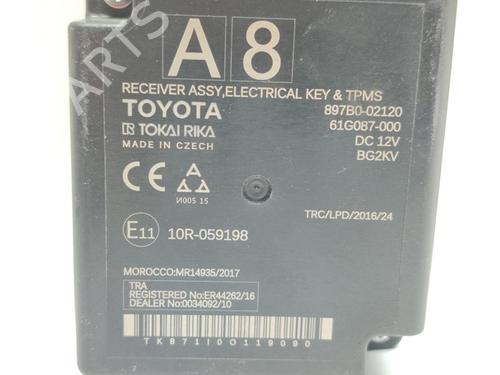 A 8
RECEIVER ASSY,ELECTRICAL KEY & TPMS
TOYOTA 897B0-02120
TOKAI RIKA 61G087-000
MADE IN CZECH DC 12V
BG2KV
CE
И005 15
TRC/LPD/2016/24
E11 10R-059198
MOROCCO:MR14935/2017
TRA
REGISTERED No:ER44262/16
DEALER No:0034092/10
TK871I0O119090
ARTS